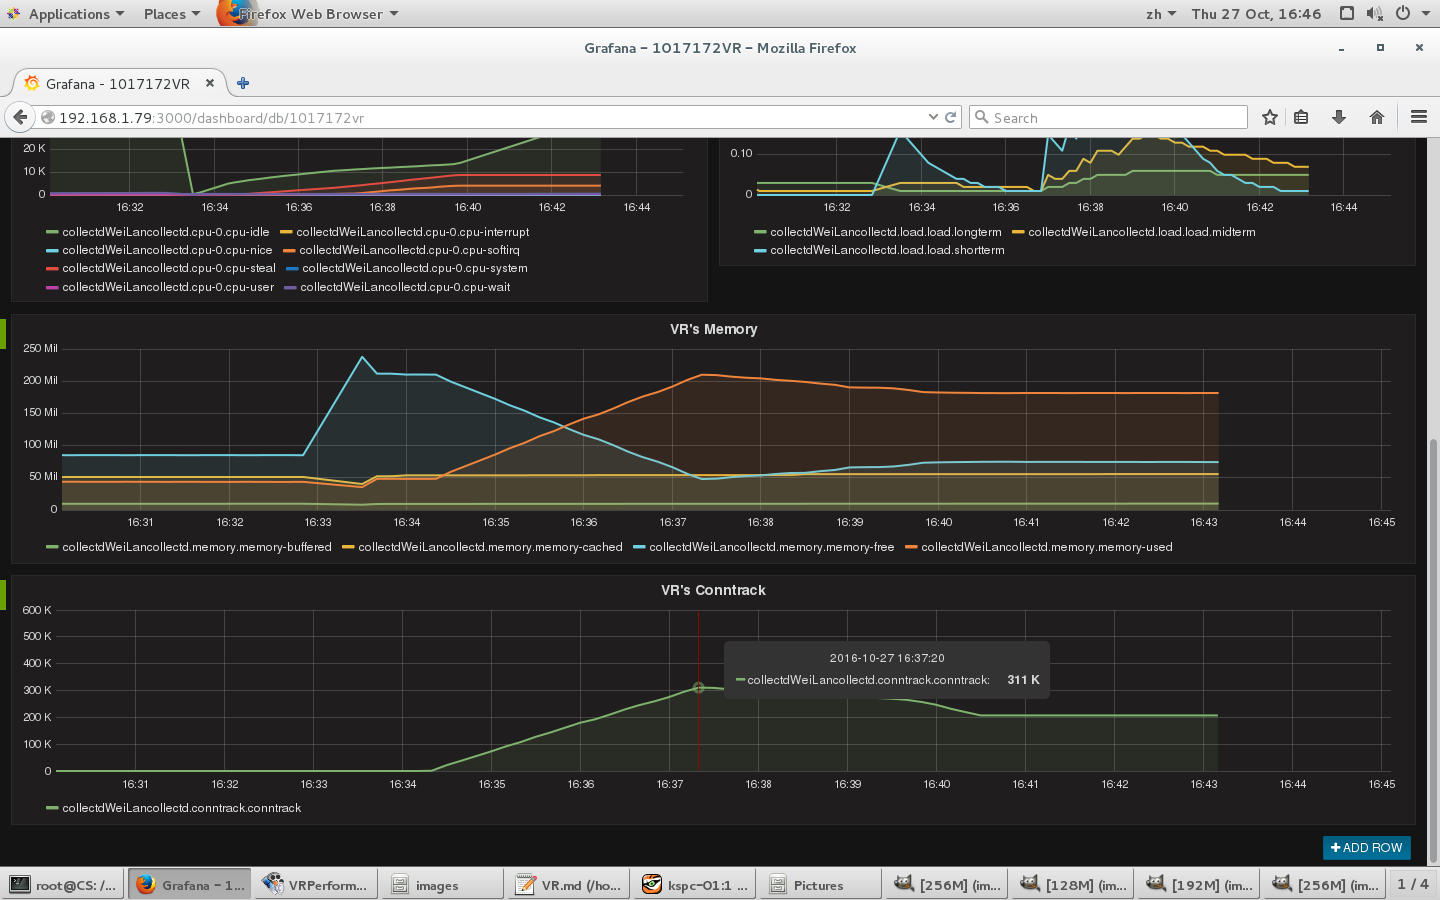 Applications Places Firefox Web Browser zh Thu 27 Oct, 16:46
Grafana - 1017172VR - Mozilla Firefox
Grafana - 1017172VR
192.168.1.79:3000/dashboard/db/1017172vr Search
20 K
10 K
0
16:32 16:34 16:36 16:38 16:40 16:42 16:44
collectdWeiLancollectd.cpu-0.cpu-idle collectdWeiLancollectd.cpu-0.cpu-interrupt
collectdWeiLancollectd.cpu-0.cpu-nice collectdWeiLancollectd.cpu-0.cpu-softirq
collectdWeiLancollectd.cpu-0.cpu-steal collectdWeiLancollectd.cpu-0.cpu-system
collectdWeiLancollectd.cpu-0.cpu-user collectdWeiLancollectd.cpu-0.cpu-wait
0.10
0
16:32 16:34 16:36 16:38 16:40 16:42 16:44
collectdWeiLancollectd.load.load.longterm collectdWeiLancollectd.load.load.midterm
collectdWeiLancollectd.load.load.shortterm
VR's Memory
250 Mil
200 Mil
150 Mil
100 Mil
50 Mil
0
16:31 16:32 16:33 16:34 16:35 16:36 16:37 16:38 16:39 16:40 16:41 16:42 16:43 16:44 16:45
collectdWeiLancollectd.memory.memory-buffered collectdWeiLancollectd.memory.memory-cached collectdWeiLancollectd.memory.memory-free collectdWeiLancollectd.memory.memory-used
VR's Conntrack
600 K
500 K
400 K
300 K
200 K
100 K
0
2016-10-27 16:37:20
collectdWeiLancollectd.conntrack.conntrack: 311 K
16:31 16:32 16:33 16:34 16:35 16:36 16:37 16:38 16:39 16:40 16:41 16:42 16:43 16:44 16:45
collectdWeiLancollectd.conntrack.conntrack
ADD ROW
root@CS: /... Grafana - 1... VRPerform... images VR.md (/ho... kspc-01:1 ... Pictures [256M] (im... [128M] (im... [192M] (im... [256M] (im... 1 / 4